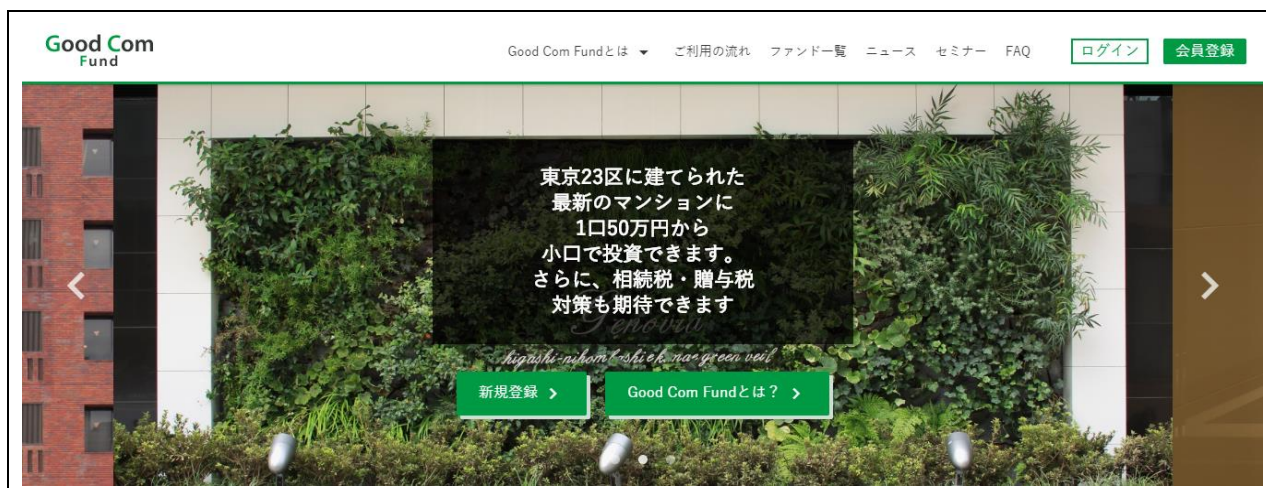 Good Com
Fund
Good Com Fundとは
ご利用の流れ
ファンド一覧
ニュース
セミナー
FAQ
ログイン
会員登録
東京23区に建てられた
最新のマンションに
1口50万円から
小口で投資できます。
さらに、相続税・贈与税
対策も期待できます
Genovia
green veil
新規登録
Good Com Fundとは？